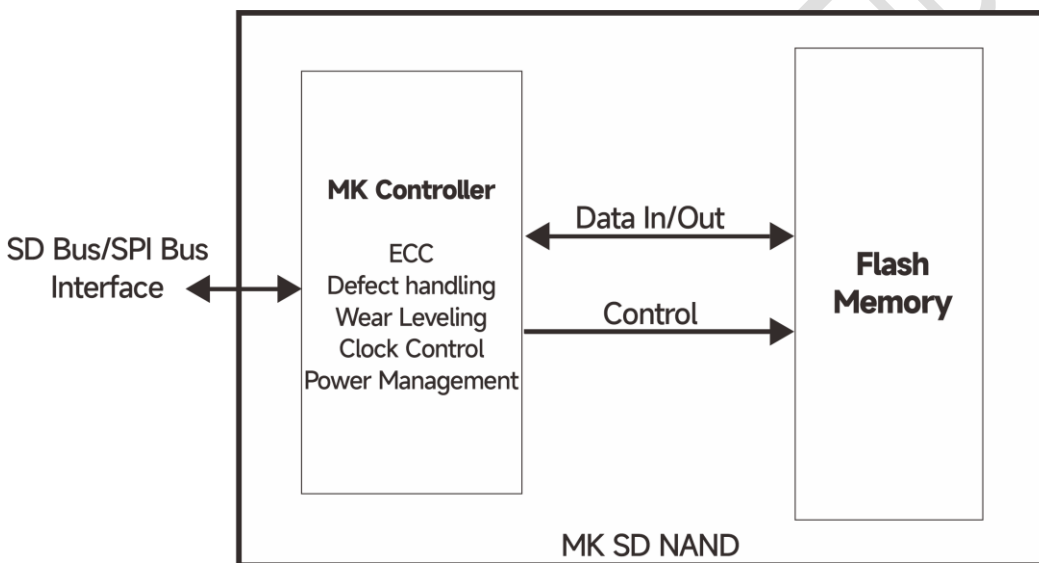 SD Bus/SPI Bus
Interface
MK Controller
ECC
Defect handling
Wear Leveling
Clock Control
Power Management
Data In/Out
Control
Flash
Memory
MK SD NAND